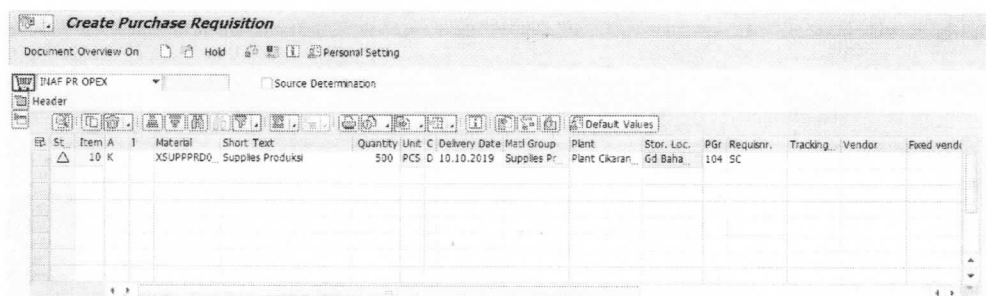 Create Purchase Requisition
Document Overview On Hold Personal Setting
INAF PR OPEX Source Determination
Header
Default Values
St... Item A I Material Short Text Quantity Unit C Delivery Date Matl Group Plant Stor. Loc. PGr Requisnr. Tracking... Vendor Fixed vend
10 K XSUPPPRD0... Supplies Produksi 500 PCS D 10.10.2019 Supplies Pr... Plant Cikaran... Gd Baha... 104 SC